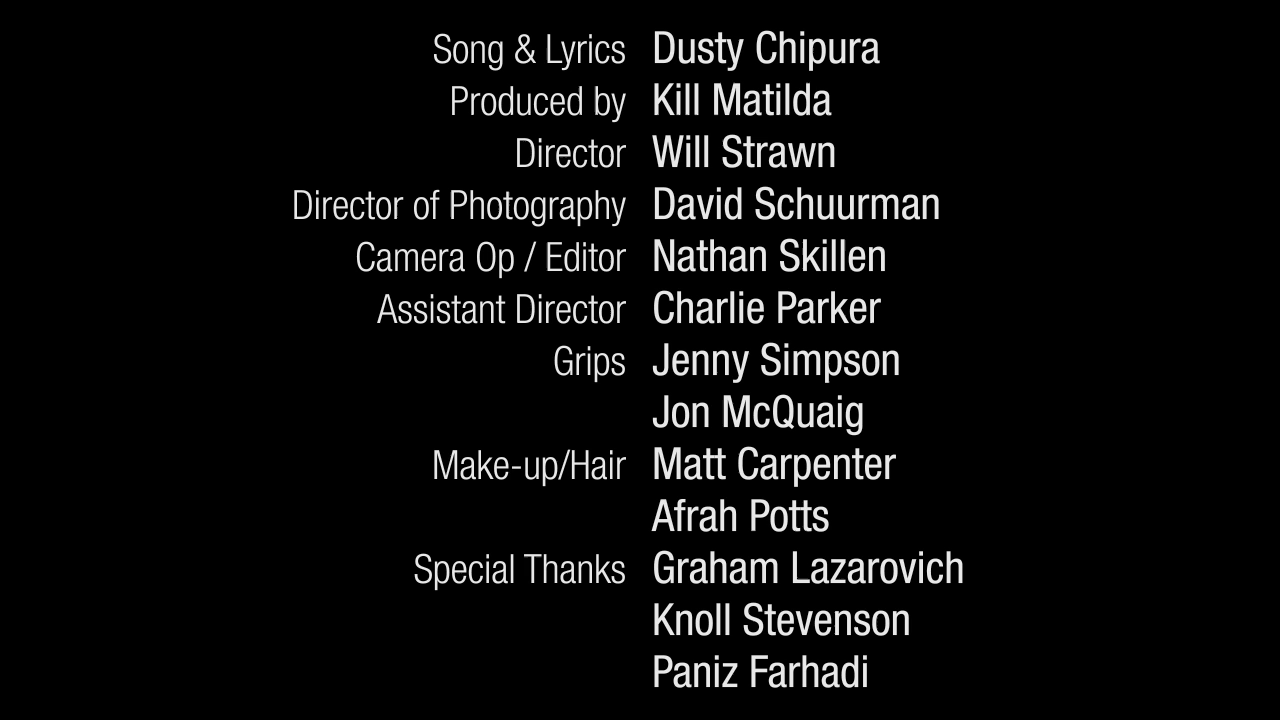 Song & Lyrics Dusty Chipura
Produced by Kill Matilda
Director Will Strawn
Director of Photography David Schuurman
Camera Op / Editor Nathan Skillen
Assistant Director Charlie Parker
Grips Jenny Simpson
Jon McQuaig
Make-up/Hair Matt Carpenter
Afrah Potts
Special Thanks Graham Lazarovich
Knoll Stevenson
Paniz Farhadi